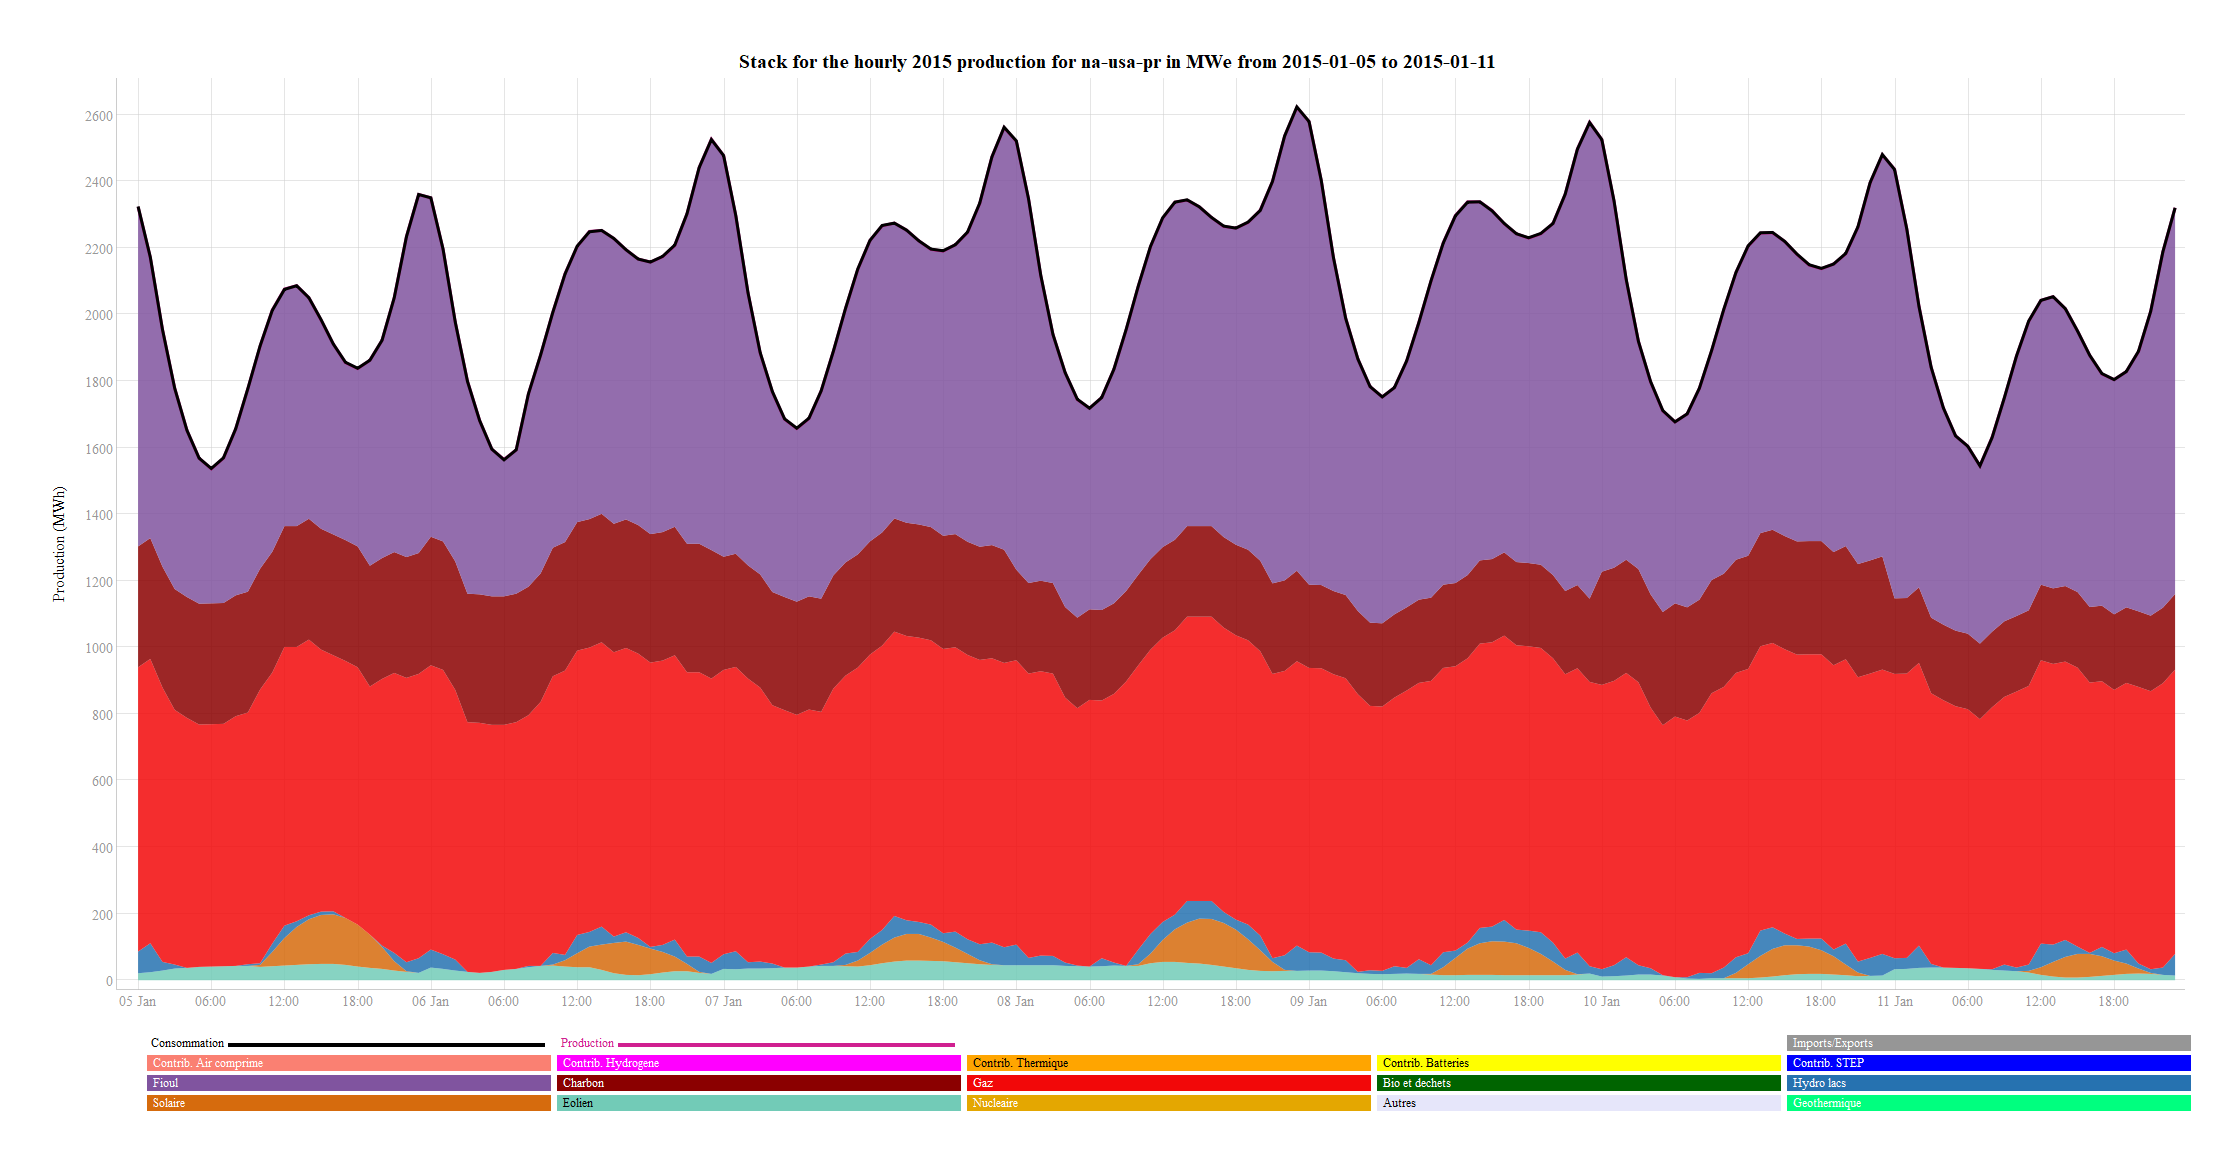 Stack for the hourly 2015 production for na-usa-pr in MWe from 2015-01-05 to 2015-01-11
2600
2400
2200
2000
1800
1600
1400
1200
1000
800
600
400
200
0
Production (MWh)
05 Jan 06:00 12:00 18:00 06 Jan 06:00 12:00 18:00 07 Jan 06:00 12:00 18:00 08 Jan 06:00 12:00 18:00 09 Jan 06:00 12:00 18:00 10 Jan 06:00 12:00 18:00 11 Jan 06:00 12:00 18:00
Consommation Production Imports/Exports
Contrib. Air comprime Contrib. Hydrogene Contrib. Thermique Contrib. Batteries Contrib. STEP
Fioul Charbon Gaz Bio et dechets Hydro lacs
Solaire Eolien Nucleaire Autres Geothermique